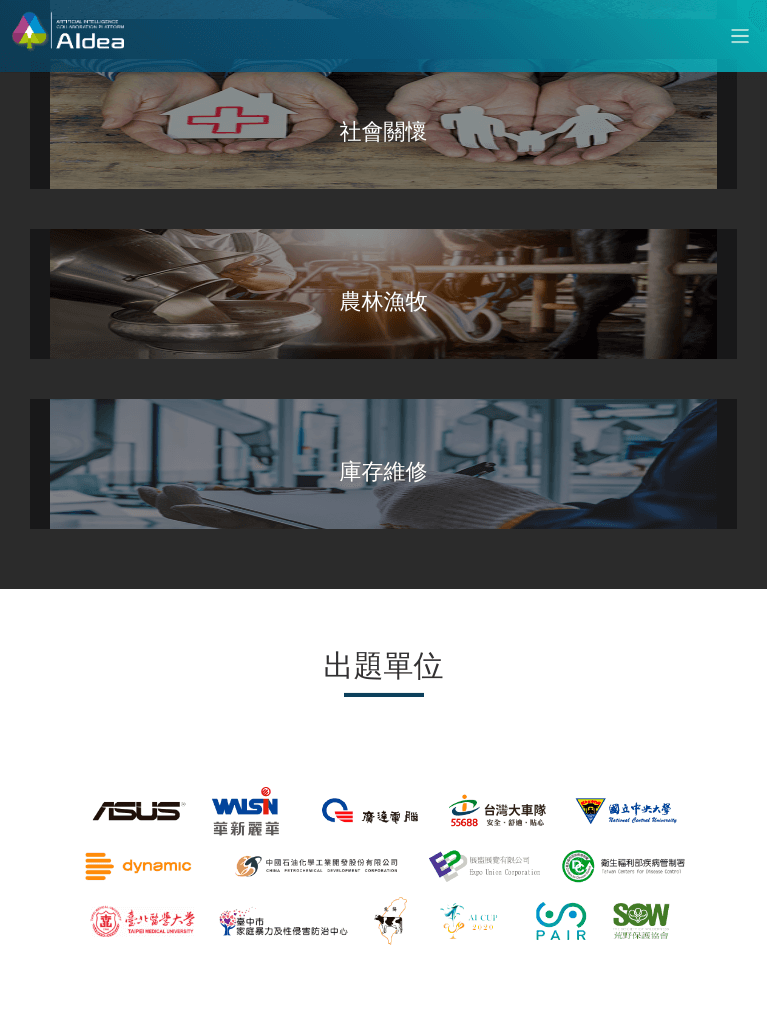 ARTIFICIAL INTELLIGENCE
COLLABORATION PLATFORM
AIdea
社會關懷
農林漁牧
庫存維修
出題單位
ASUS
WALSIN
華新麗華
廣達電腦
台灣大車隊
55688 安全·舒適·貼心
國立中央大學
National Central University
dynamic
中國石油化學工業開發股份有限公司
CHINA PETROCHEMICAL DEVELOPMENT CORPORATION
展盟展覽有限公司
Expo Union Corporation
衛生福利部疾病管制署
Taiwan Centers for Disease Control
臺北醫學大學
TAIPEI MEDICAL UNIVERSITY
臺中市
家庭暴力及性侵害防治中心
AI CUP
2020
PAIR
SOW
荒野保護協會